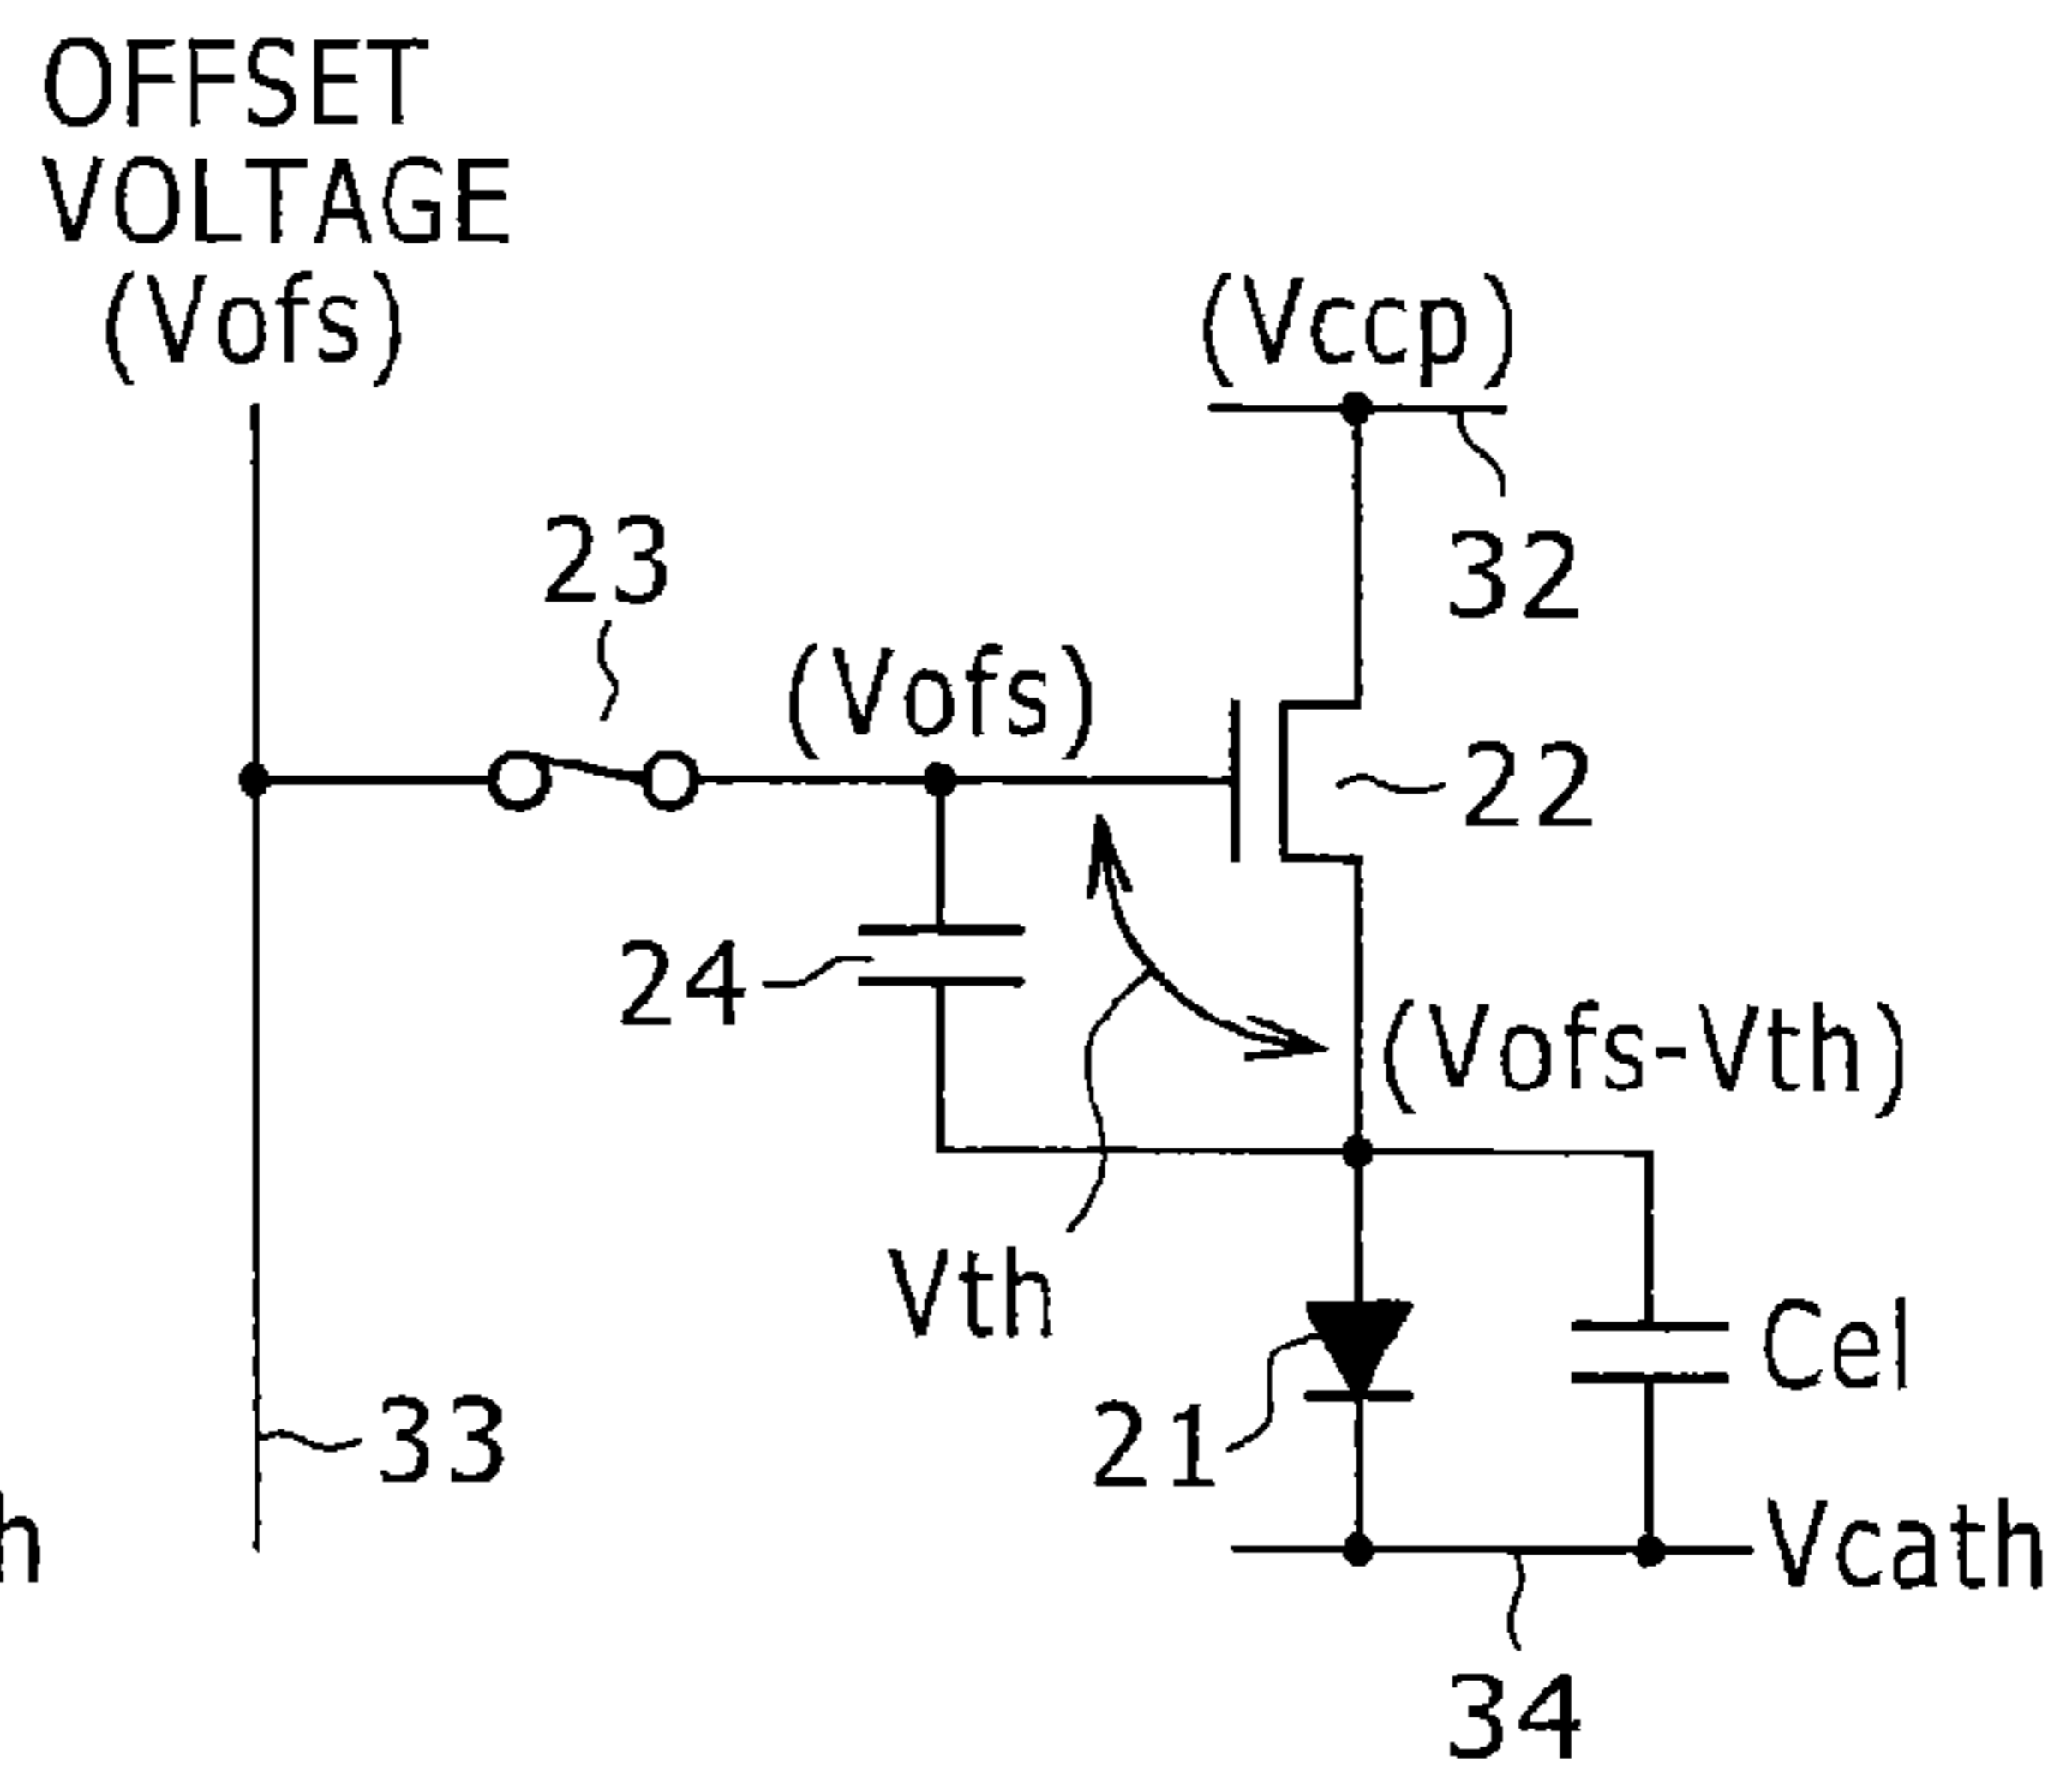 OFFSET
VOLTAGE
(Vofs)
(Vccp)
23
32
(Vofs)
22
24
(Vofs-Vth)
Vth
Cel
21
33
h
Vcath
34